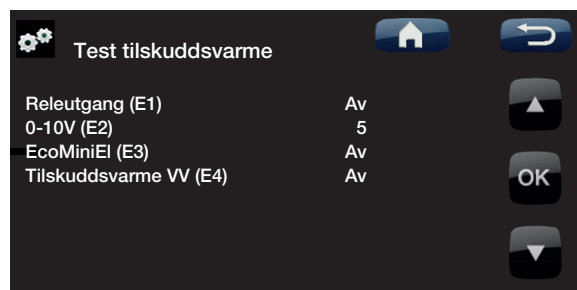 Test tilskuddsvarme
Releutgang (E1) Av
0-10V (E2) 5
EcoMiniEl (E3) Av
Tilskuddsvarme VV (E4) Av
OK